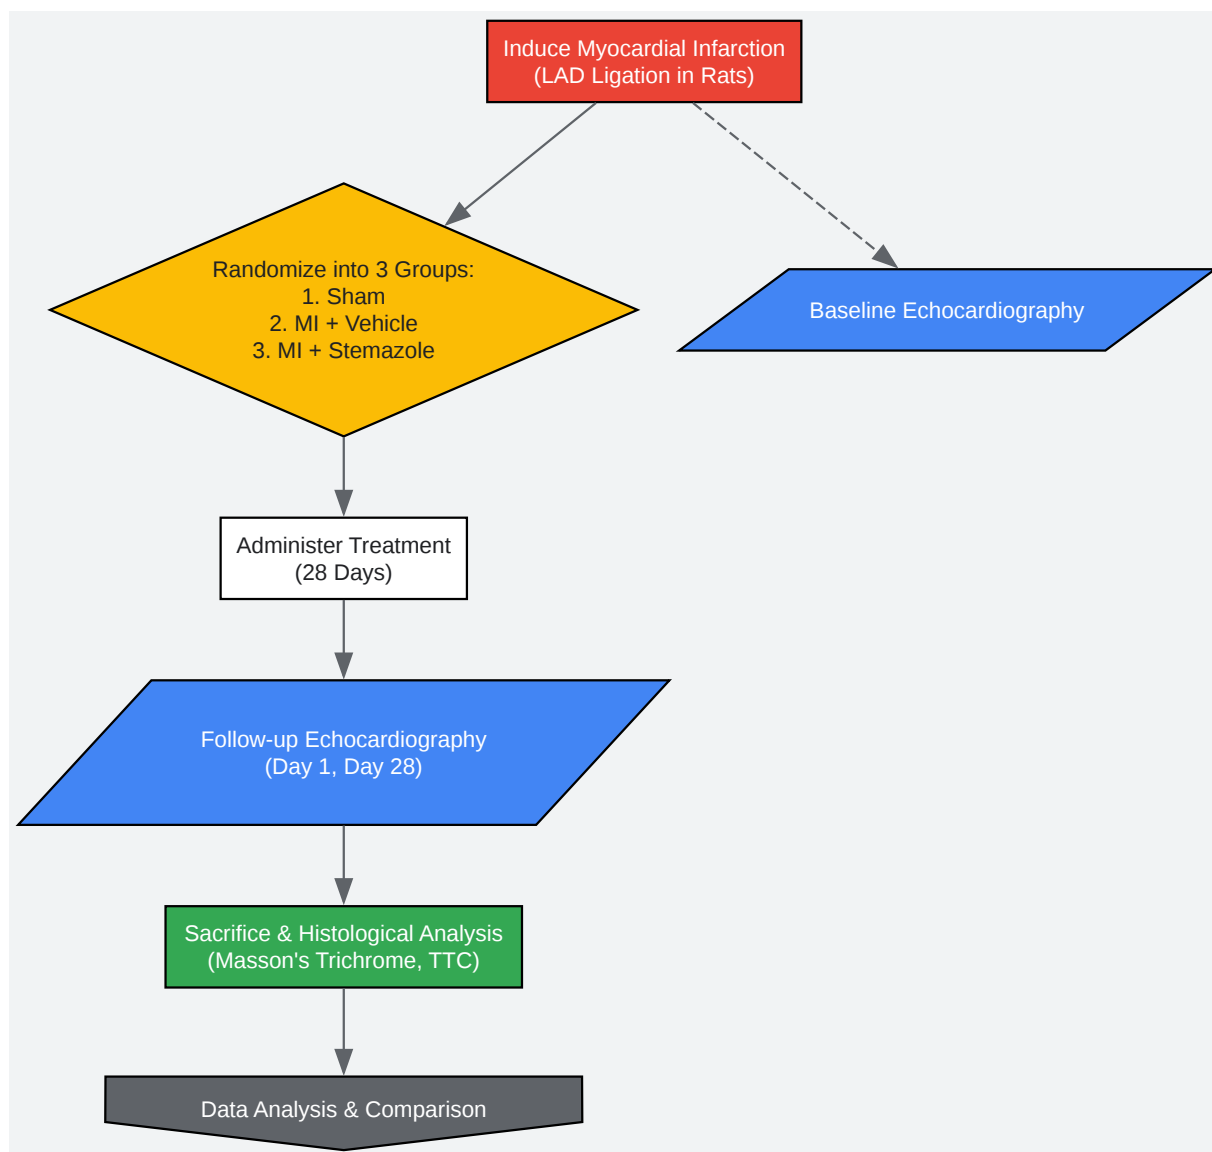 Induce Myocardial Infarction
(LAD Ligation in Rats)
Randomize into 3 Groups:
1. Sham
2. MI + Vehicle
3. MI + Stemazole
Baseline Echocardiography
Administer Treatment
(28 Days)
Follow-up Echocardiography
(Day 1, Day 28)
Sacrifice & Histological Analysis
(Masson's Trichrome, TTC)
Data Analysis & Comparison